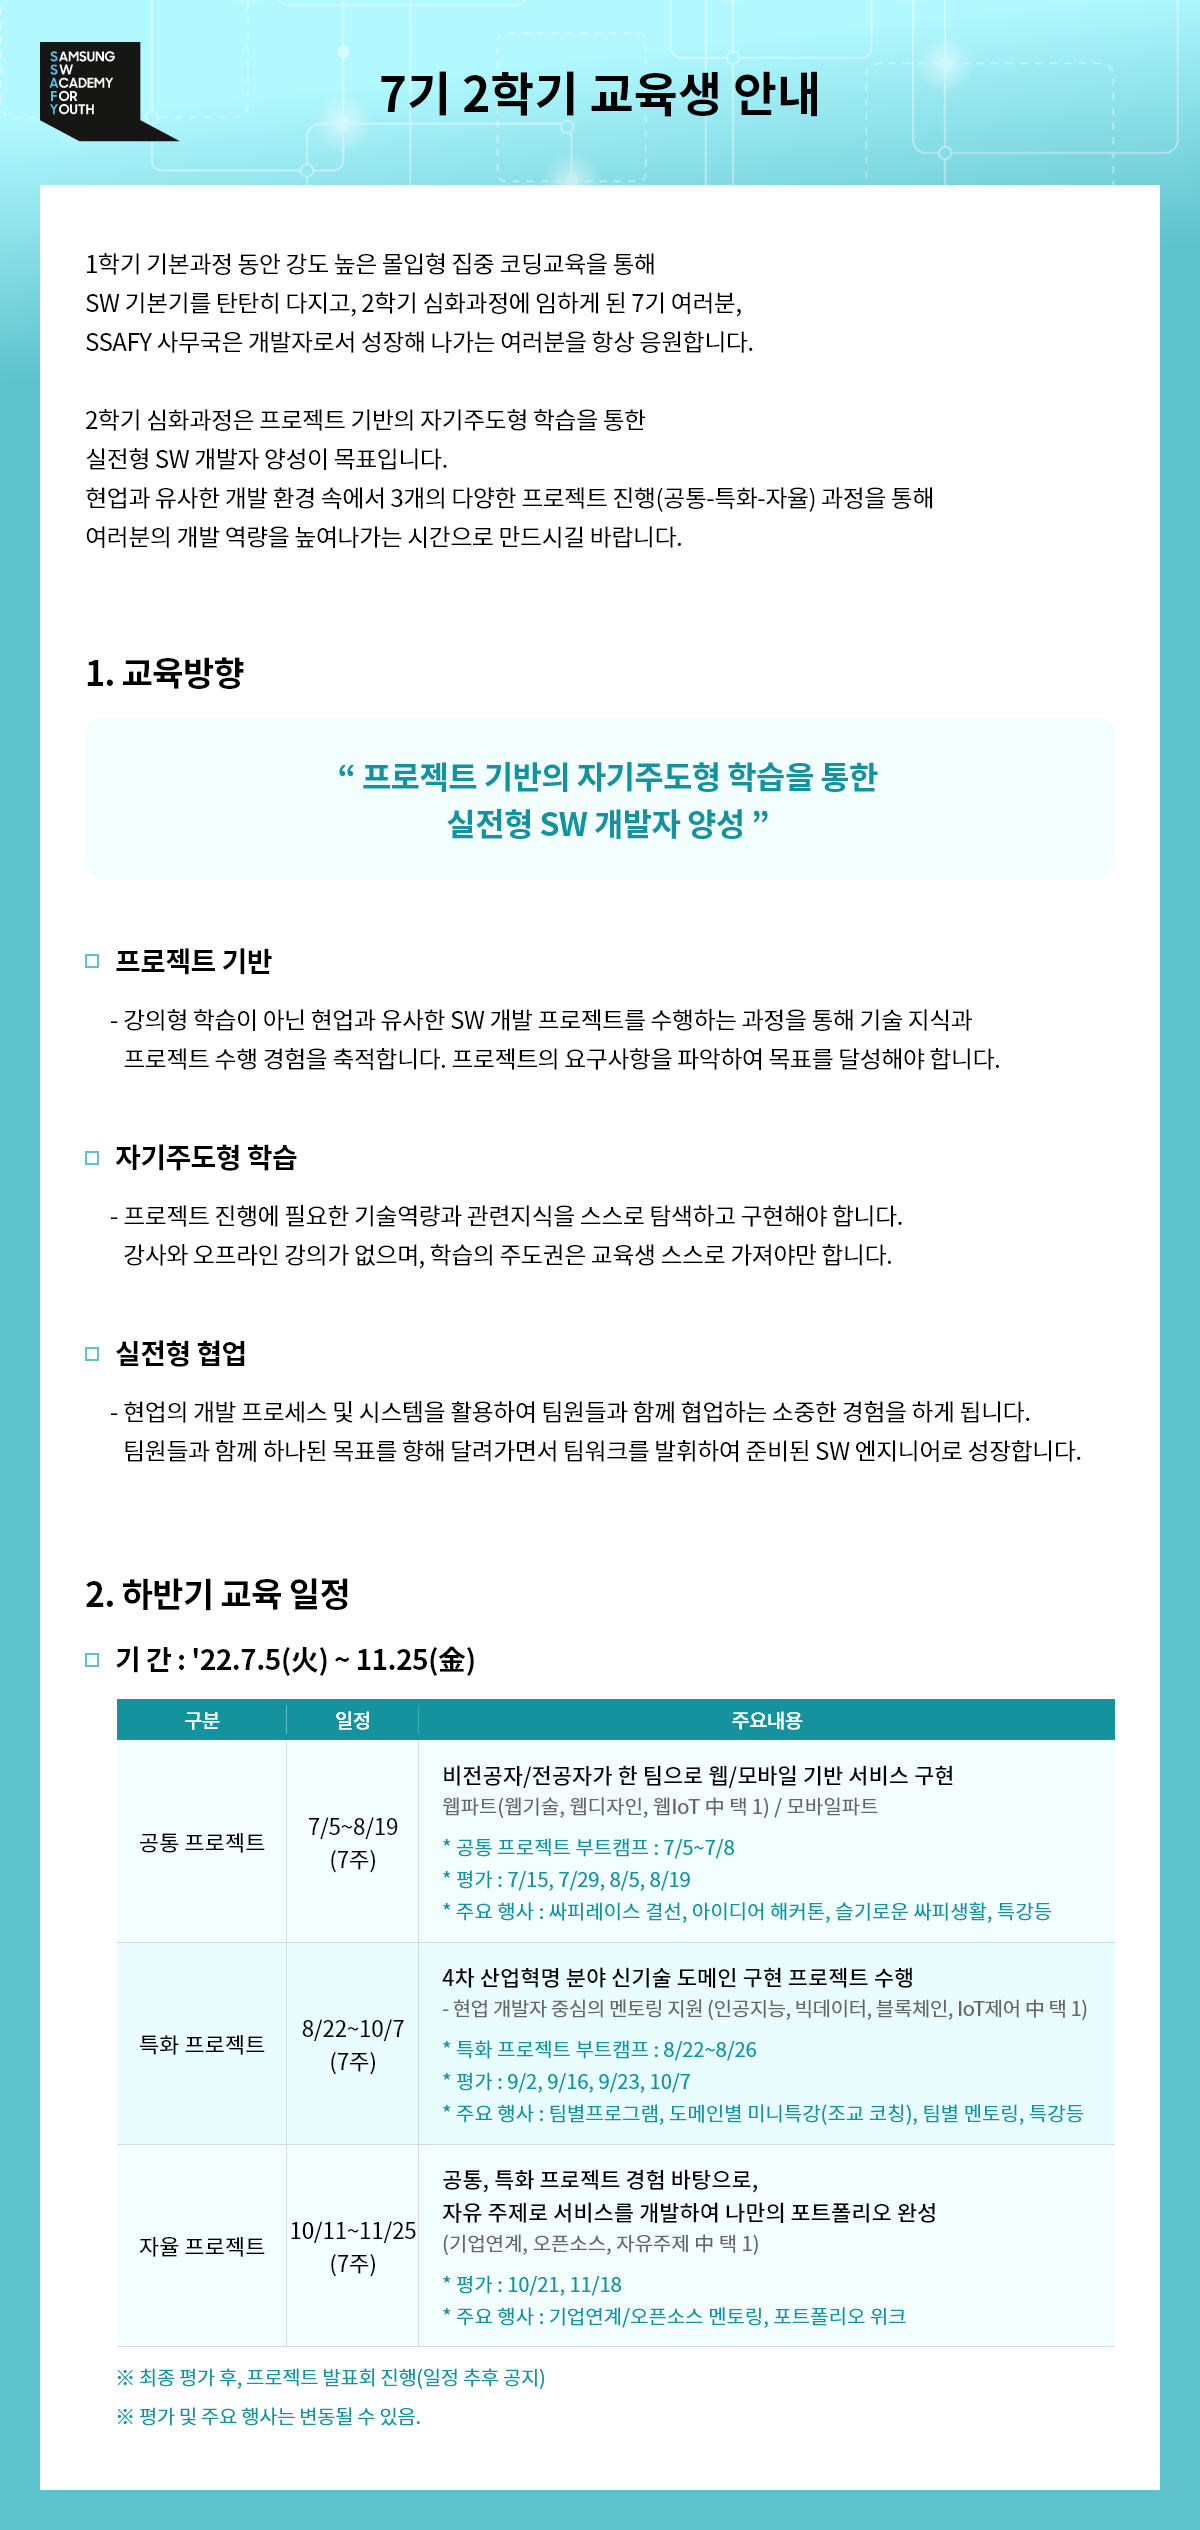 SAMSUNG
SW
ACADEMY
FOR
YOUTH
7기 2학기 교육생 안내
1학기 기본과정 동안 강도 높은 몰입형 집중 코딩교육을 통해
SW 기본기를 탄탄히 다지고, 2학기 심화과정에 임하게 된 7기 여러분,
SSAFY 사무국은 개발자로서 성장해 나가는 여러분을 항상 응원합니다.
2학기 심화과정은 프로젝트 기반의 자기주도형 학습을 통한
실전형 SW 개발자 양성이 목표입니다.
현업과 유사한 개발 환경 속에서 3개의 다양한 프로젝트 진행(공통-특화-자율) 과정을 통해
여러분의 개발 역량을 높여나가는 시간으로 만드시길 바랍니다.
1. 교육방향
“ 프로젝트 기반의 자기주도형 학습을 통한
실전형 SW 개발자 양성 ”
□ 프로젝트 기반
- 강의형 학습이 아닌 현업과 유사한 SW 개발 프로젝트를 수행하는 과정을 통해 기술 지식과
프로젝트 수행 경험을 축적합니다. 프로젝트의 요구사항을 파악하여 목표를 달성해야 합니다.
□ 자기주도형 학습
- 프로젝트 진행에 필요한 기술역량과 관련지식을 스스로 탐색하고 구현해야 합니다.
강사와 오프라인 강의가 없으며, 학습의 주도권은 교육생 스스로 가져야만 합니다.
□ 실전형 협업
- 현업의 개발 프로세스 및 시스템을 활용하여 팀원들과 함께 협업하는 소중한 경험을 하게 됩니다.
팀원들과 함께 하나된 목표를 향해 달려가면서 팀워크를 발휘하여 준비된 SW 엔지니어로 성장합니다.
2. 하반기 교육 일정
□ 기 간 : '22.7.5(火) ~ 11.25(金)
구분 일정 주요내용
공통 프로젝트
7/5~8/19
(7주)
비전공자/전공자가 한 팀으로 웹/모바일 기반 서비스 구현
웹파트(웹기술, 웹디자인, 웹IoT 中 택 1) / 모바일파트
* 공통 프로젝트 부트캠프 : 7/5~7/8
* 평가 : 7/15, 7/29, 8/5, 8/19
* 주요 행사 : 싸피레이스 결선, 아이디어 해커톤, 슬기로운 싸피생활, 특강등
특화 프로젝트
8/22~10/7
(7주)
4차 산업혁명 분야 신기술 도메인 구현 프로젝트 수행
- 현업 개발자 중심의 멘토링 지원 (인공지능, 빅데이터, 블록체인, IoT제어 中 택 1)
* 특화 프로젝트 부트캠프 : 8/22~8/26
* 평가 : 9/2, 9/16, 9/23, 10/7
* 주요 행사 : 팀별프로그램, 도메인별 미니특강(조교 코칭), 팀별 멘토링, 특강등
자율 프로젝트
10/11~11/25
(7주)
공통, 특화 프로젝트 경험 바탕으로,
자유 주제로 서비스를 개발하여 나만의 포트폴리오 완성
(기업연계, 오픈소스, 자유주제 中 택 1)
* 평가 : 10/21, 11/18
* 주요 행사 : 기업연계/오픈소스 멘토링, 포트폴리오 위크
※ 최종 평가 후, 프로젝트 발표회 진행(일정 추후 공지)
※ 평가 및 주요 행사는 변동될 수 있음.